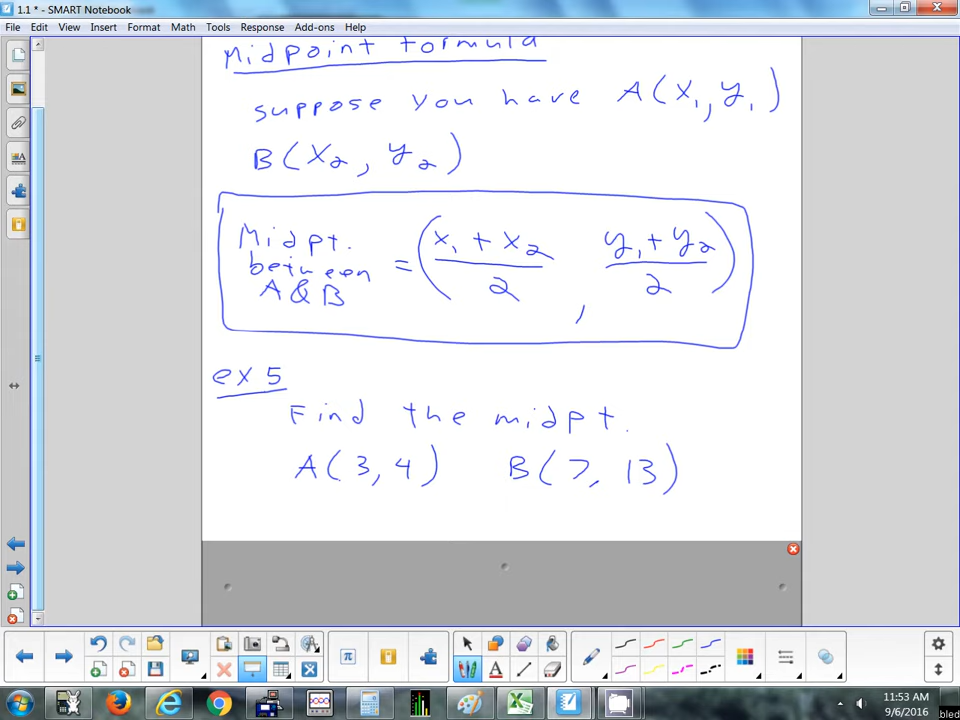 1.1 * - SMART Notebook
File Edit View Insert Format Math Tools Response Add-ons Help
Midpoint formula
suppose you have A(x₁, y₁)
B(x₂, y₂)
Midpt. between A & B = (x₁ + x₂ / 2 , y₁ + y₂ / 2)
ex 5
Find the midpt.
A(3, 4) B(7, 13)
11:53 AM
9/6/2016
bled